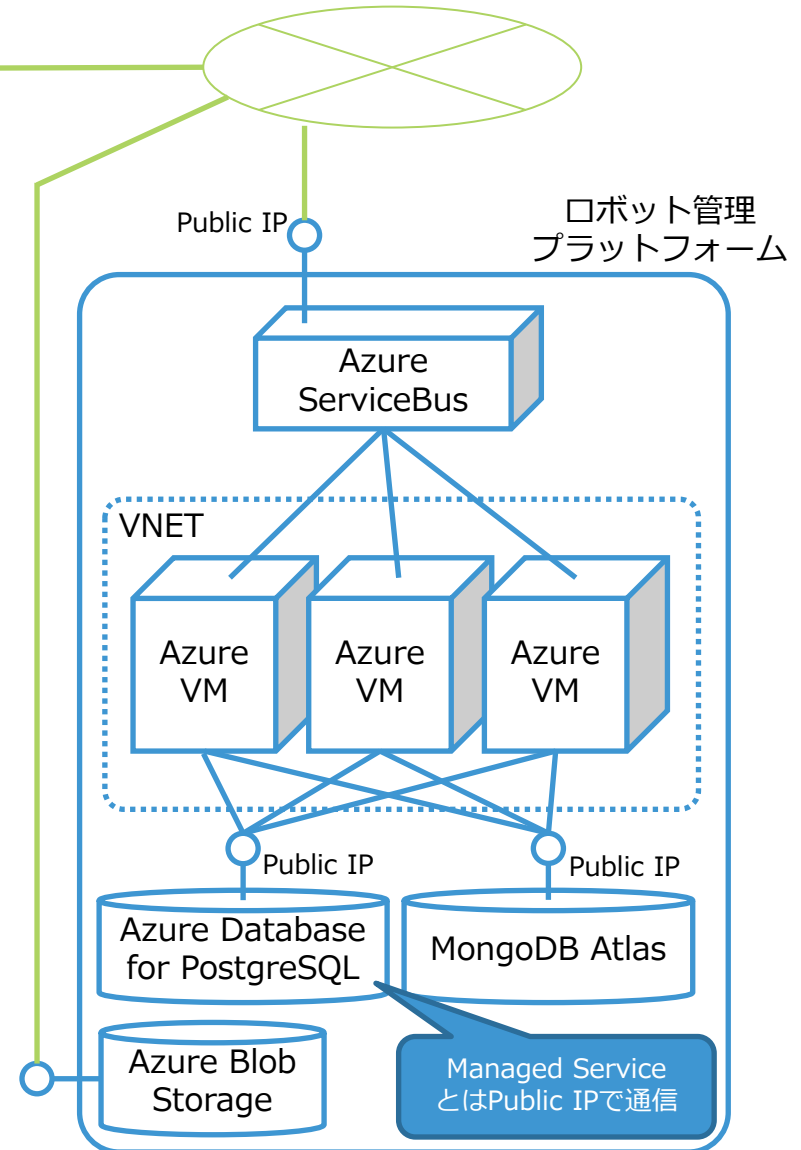 Public IP
ロボット管理
プラットフォーム
Azure
ServiceBus
VNET
Azure
VM
Azure
VM
Azure
VM
Public IP
Public IP
Azure Database
for PostgreSQL
MongoDB Atlas
Azure Blob
Storage
Managed Service
とはPublic IPで通信